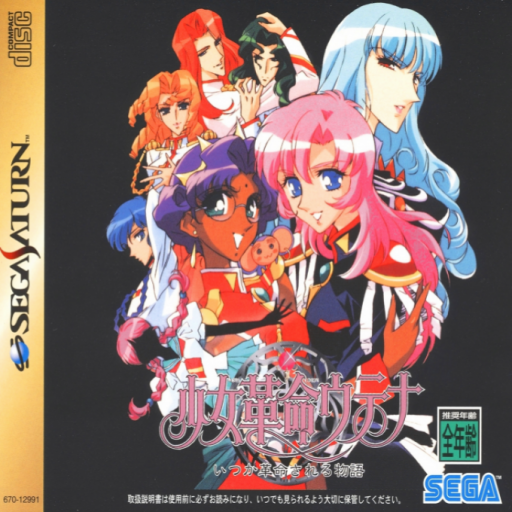 COMPACT
disc
SEGA SATURN™
少女革命ウテナ
いつか革命される物語
推奨年齢
全年齢
SEGA
670-12991
取扱説明書は使用前に必ずお読みになり、いつでも見られるよう大切に保管してください。